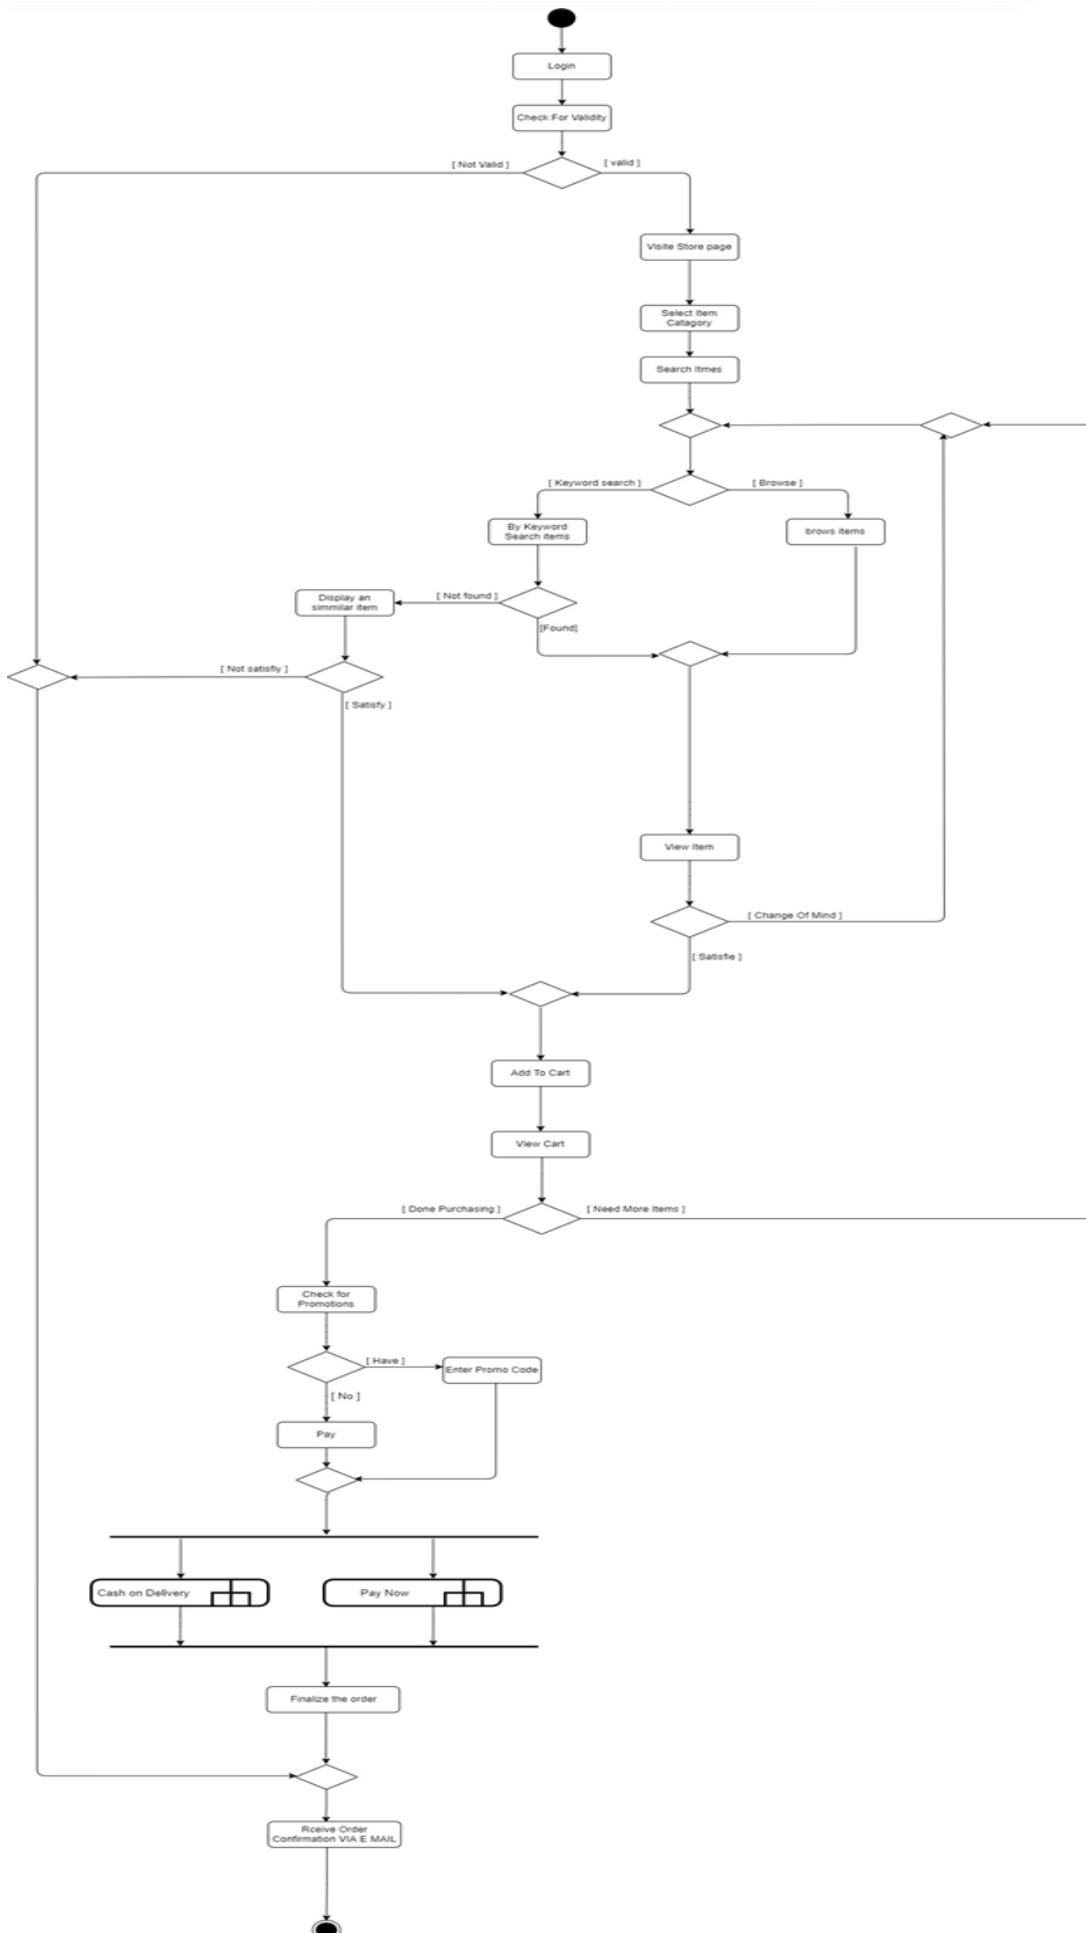 Login
Check For Validity
[ Not Valid ]
[ valid ]
Visite Store page
Select Item
Catagory
Search Itmes
[ Keyword search ]
[ Browse ]
By Keyword
Search items
brows items
Display an
simmilar item
[ Not found ]
[Found]
[ Not satisfiy ]
[ Satisfy ]
View Item
[ Change Of Mind ]
[ Satisfie ]
Add To Cart
View Cart
[ Done Purchasing ]
[ Need More Items ]
Check for
Promotions
[ Have ]
Enter Promo Code
[ No ]
Pay
Cash on Delivery
Pay Now
Finalize the order
Rceive Order
Confirmation VIA E MAIL